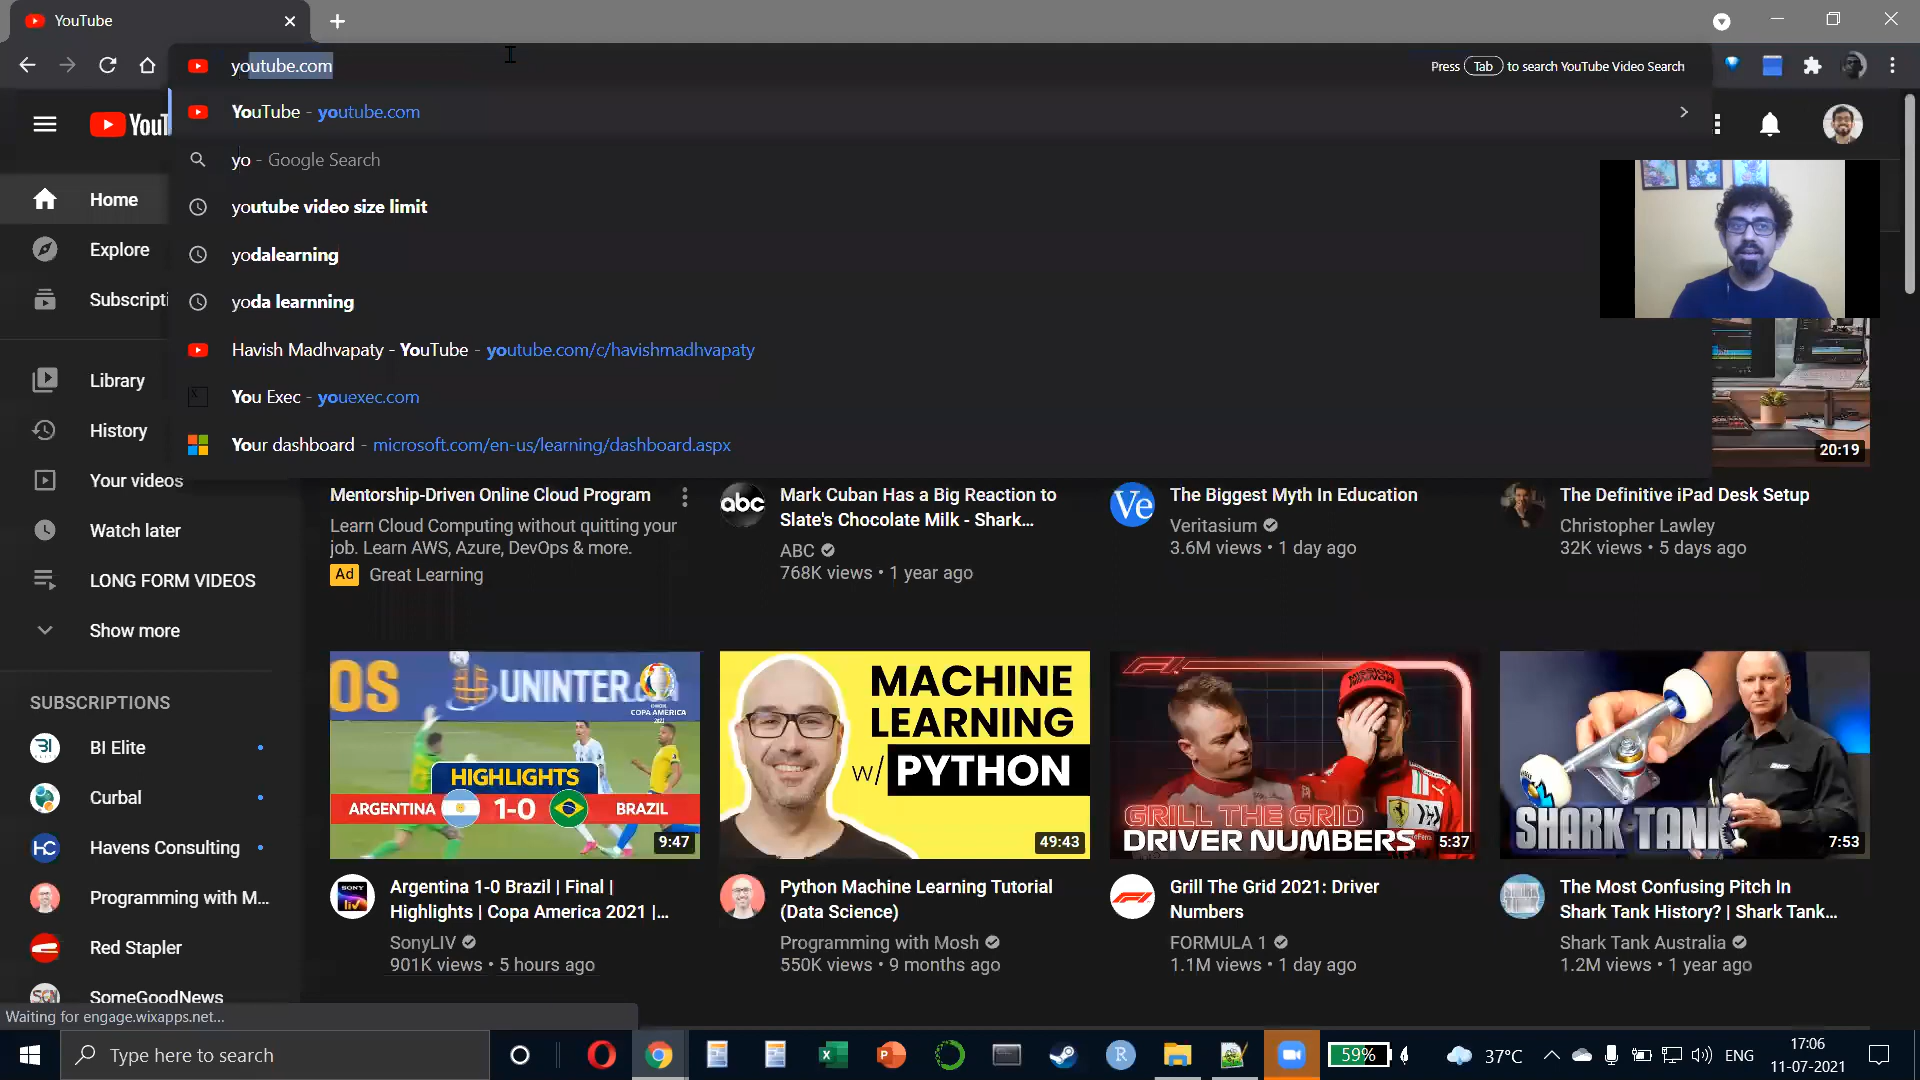 YouTube
youtube.com
Press Tab to search YouTube Video Search
YouTube - youtube.com
yo - Google Search
youtube video size limit
yodalearning
yoda learnning
Havish Madhvapaty - YouTube - youtube.com/c/havishmadhvapaty
You Exec - youexec.com
Your dashboard - microsoft.com/en-us/learning/dashboard.aspx
YouT
Home
Explore
Subscripti
Library
History
Your videos
Watch later
LONG FORM VIDEOS
Show more
SUBSCRIPTIONS
BI Elite
Curbal
Havens Consulting
Programming with M...
Red Stapler
SomeGoodNews
20:19
Mentorship-Driven Online Cloud Program
Learn Cloud Computing without quitting your
job. Learn AWS, Azure, DevOps & more.
Ad Great Learning
abc
Mark Cuban Has a Big Reaction to
Slate's Chocolate Milk - Shark...
ABC
768K views • 1 year ago
Ve
The Biggest Myth In Education
Veritasium
3.6M views • 1 day ago
The Definitive iPad Desk Setup
Christopher Lawley
32K views • 5 days ago
OS
UNINTER
COPA AMERICA
2021
HIGHLIGHTS
ARGENTINA 1-0 BRAZIL
9:47
SONY
liv
Argentina 1-0 Brazil | Final |
Highlights | Copa America 2021 |...
SonyLIV
901K views • 5 hours ago
MACHINE
LEARNING
w/ PYTHON
49:43
Python Machine Learning Tutorial
(Data Science)
Programming with Mosh
550K views • 9 months ago
GRILL THE GRID
DRIVER NUMBERS
5:37
Grill The Grid 2021: Driver
Numbers
FORMULA 1
1.1M views • 1 day ago
SHARK TANK
7:53
The Most Confusing Pitch In
Shark Tank History? | Shark Tank...
Shark Tank Australia
1.2M views • 1 year ago
Waiting for engage.wixapps.net...
Type here to search
59%
37°C
ENG
17:06
11-07-2021